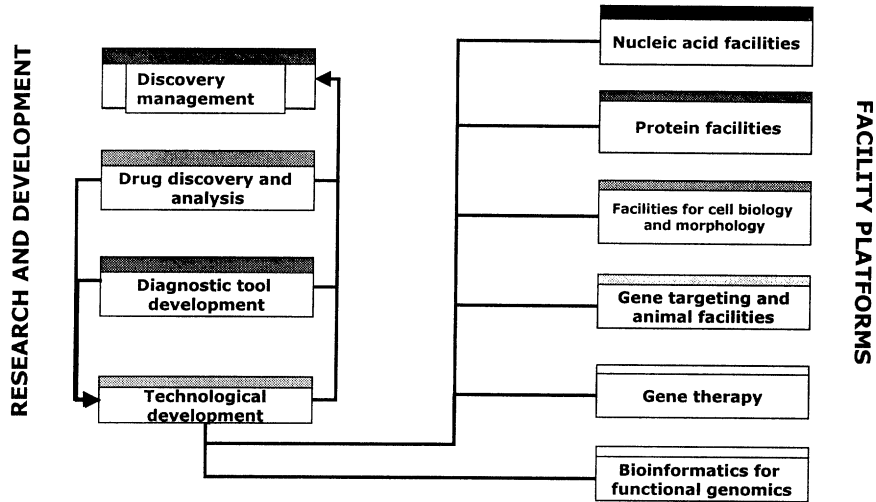 RESEARCH AND DEVELOPMENT
Discovery
management
Drug discovery and
analysis
Diagnostic tool
development
Technological
development
Nucleic acid facilities
Protein facilities
Facilities for cell biology
and morphology
Gene targeting and
animal facilities
Gene therapy
Bioinformatics for
functional genomics
FACILITY PLATFORMS